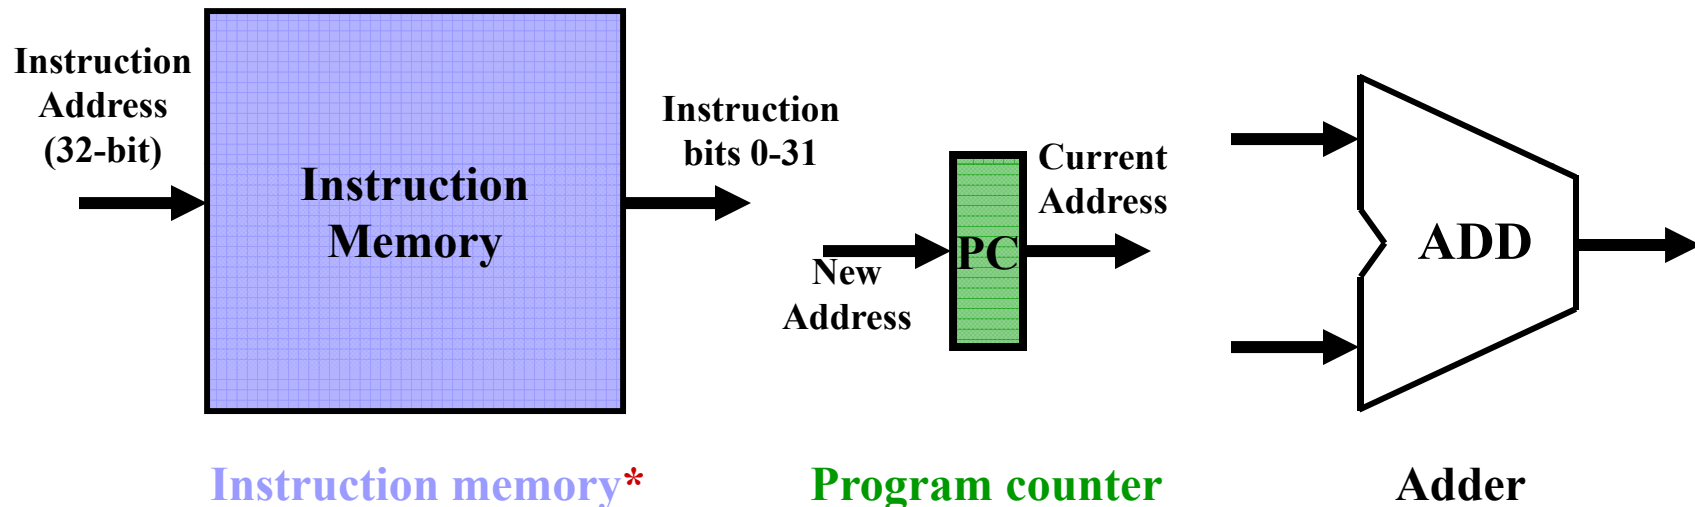 Instruction
Address
(32-bit)
Instruction
Memory
Instruction
bits 0-31
New
Address
PC
Current
Address
ADD
Instruction memory*
Program counter
Adder